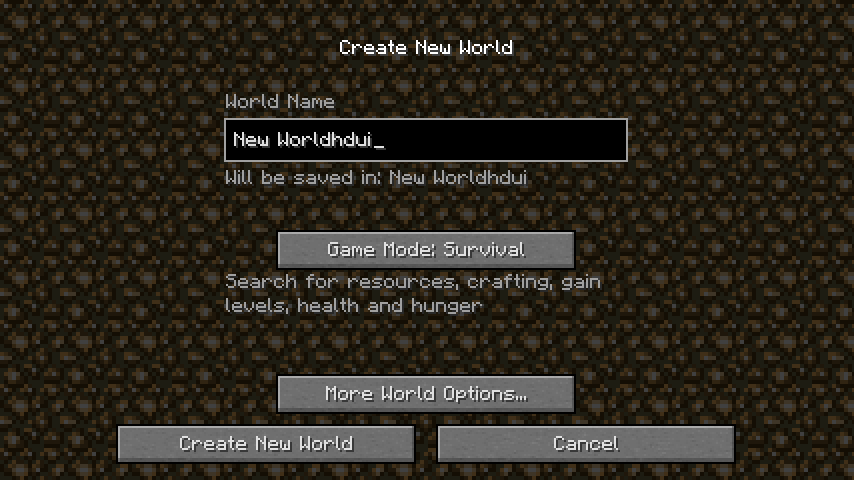 Create New World
World Name
New Worldhdui_
Will be saved in: New Worldhdui
Game Mode: Survival
Search for resources, crafting, gain
levels, health and hunger
More World Options...
Create New World
Cancel